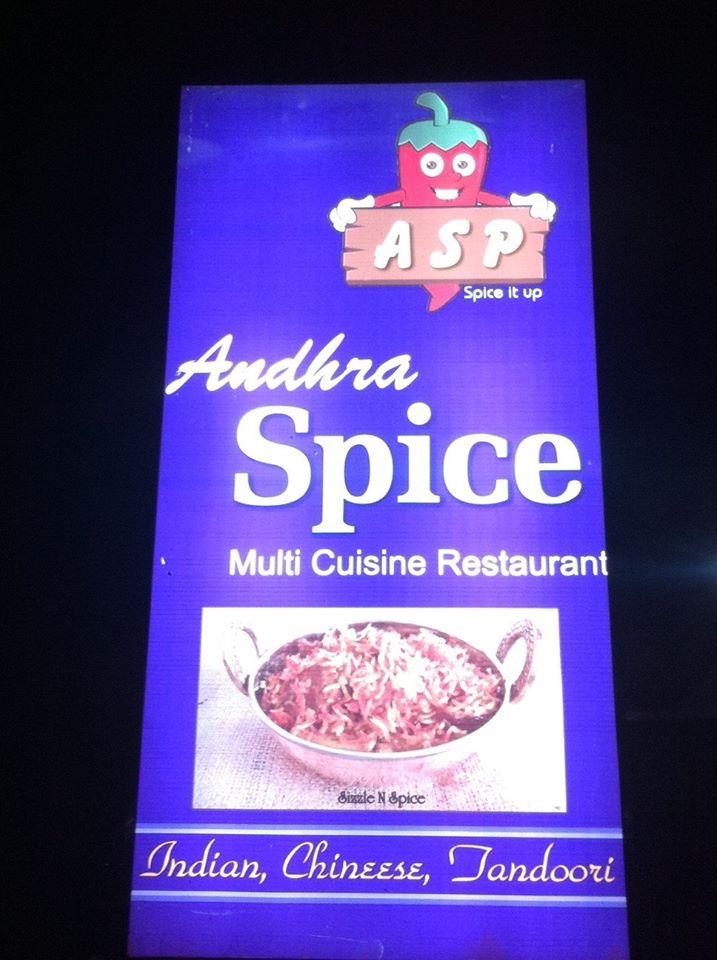 ASP
Spice it up
Andhra
Spice
Multi Cuisine Restaurant
Sizzle N Spice
Indian, Chineese, Tandoori